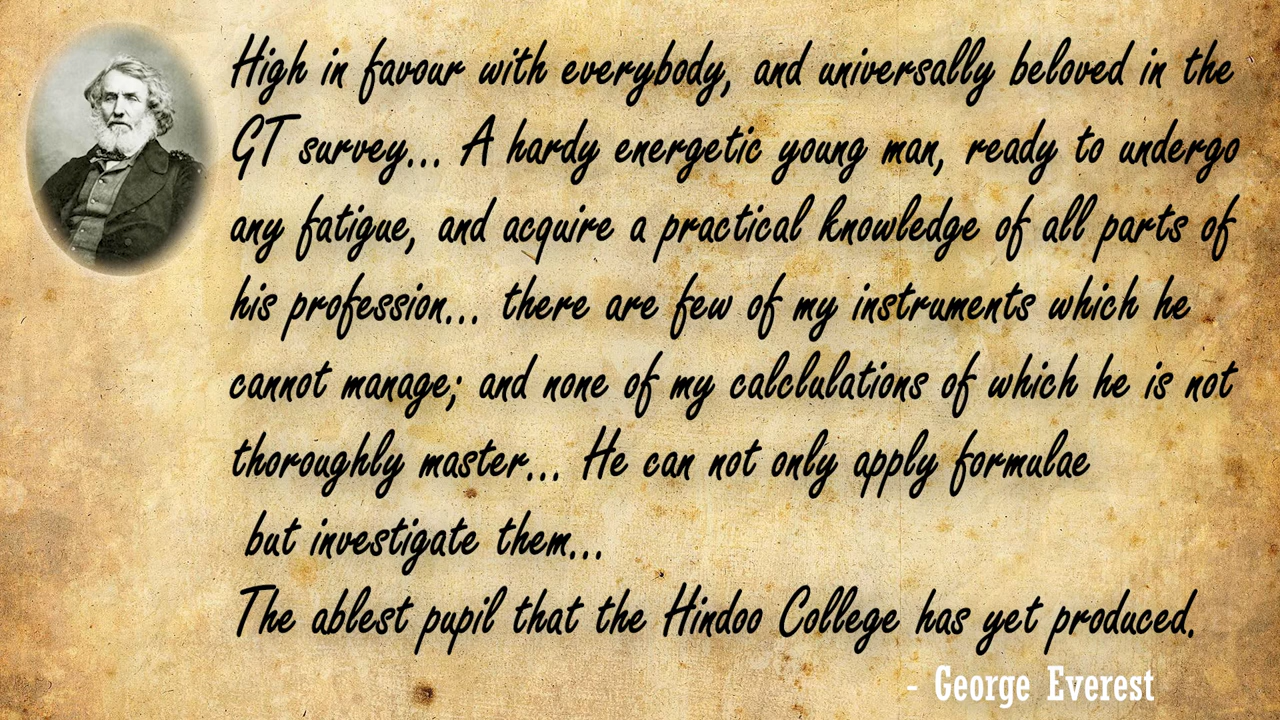 High in favour with everybody, and universally beloved in the
GT survey... A hardy energetic young man, ready to undergo
any fatigue, and acquire a practical knowledge of all parts of
his profession... there are few of my instruments which he
cannot manage; and none of my calclulations of which he is not
thoroughly master... He can not only apply formulae
but investigate them...
The ablest pupil that the Hindoo College has yet produced.
- George Everest